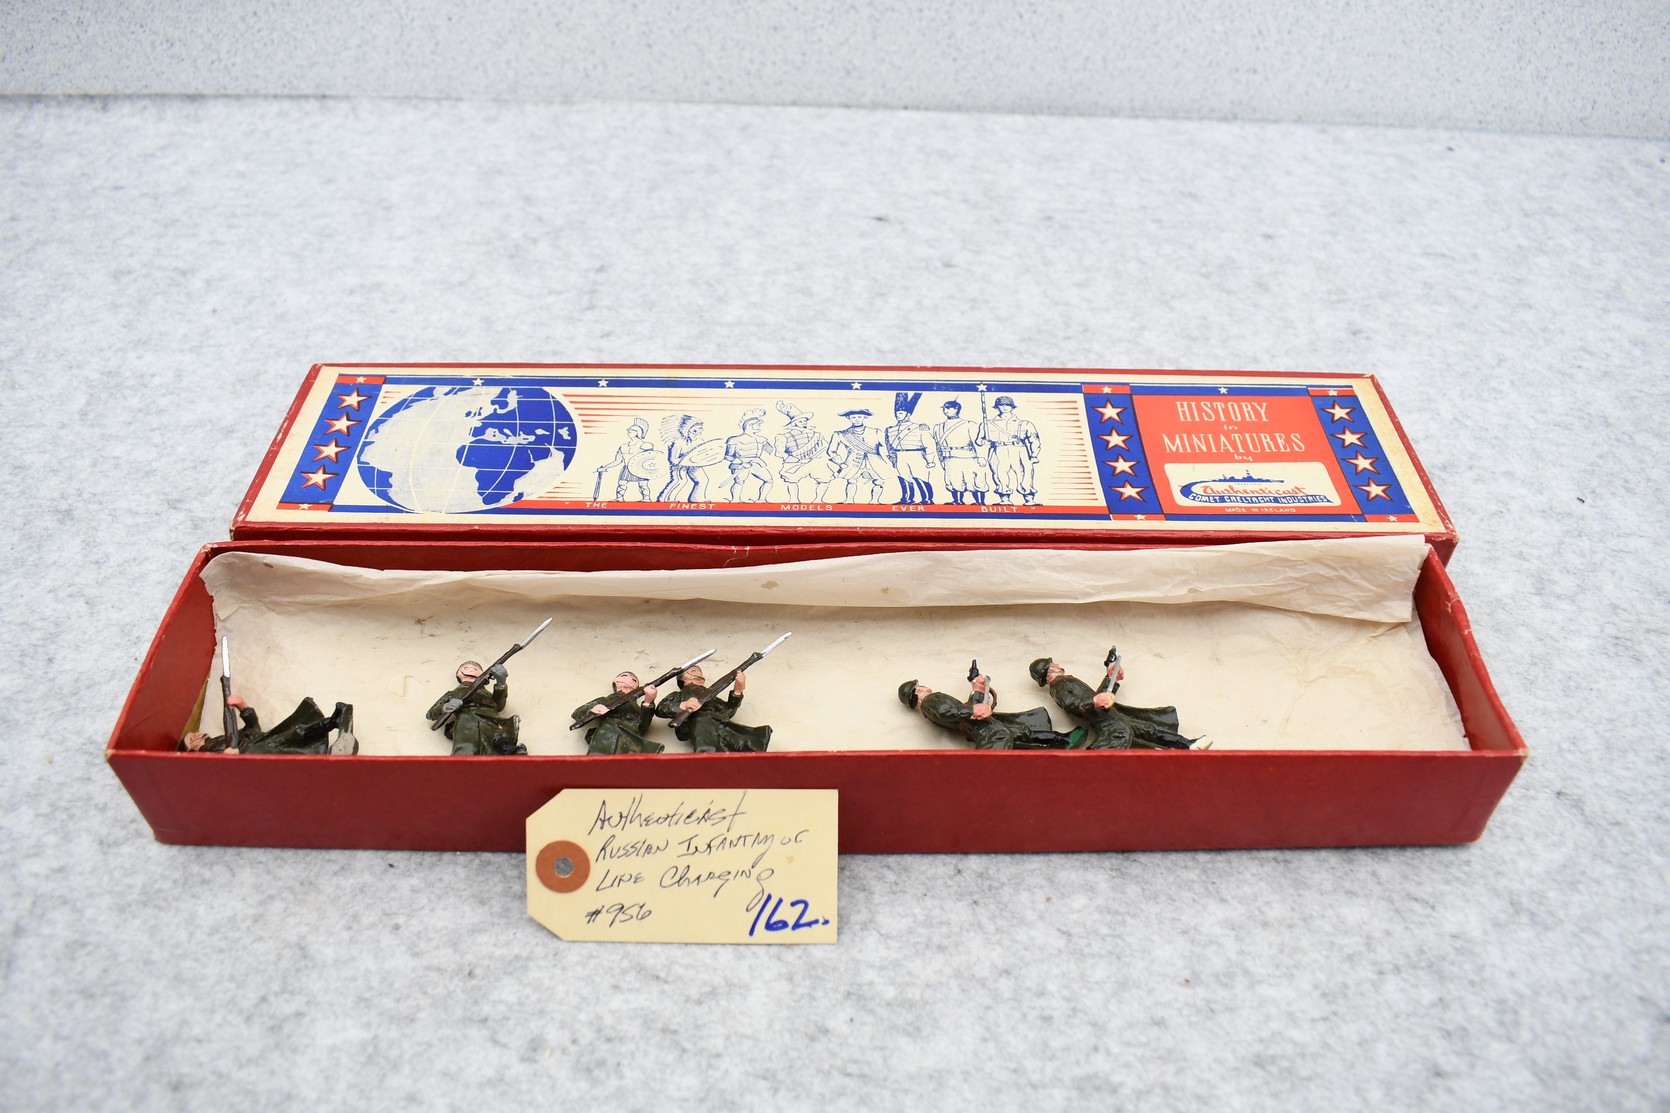 HISTORY
in
MINIATURES
by
Authenticast
COMET GAELTACHT INDUSTRIES
MADE IN IRELAND
THE FINEST MODELS EVER BUILT
Authenticast
Russian Infantry of
Line Charging
#956
162.